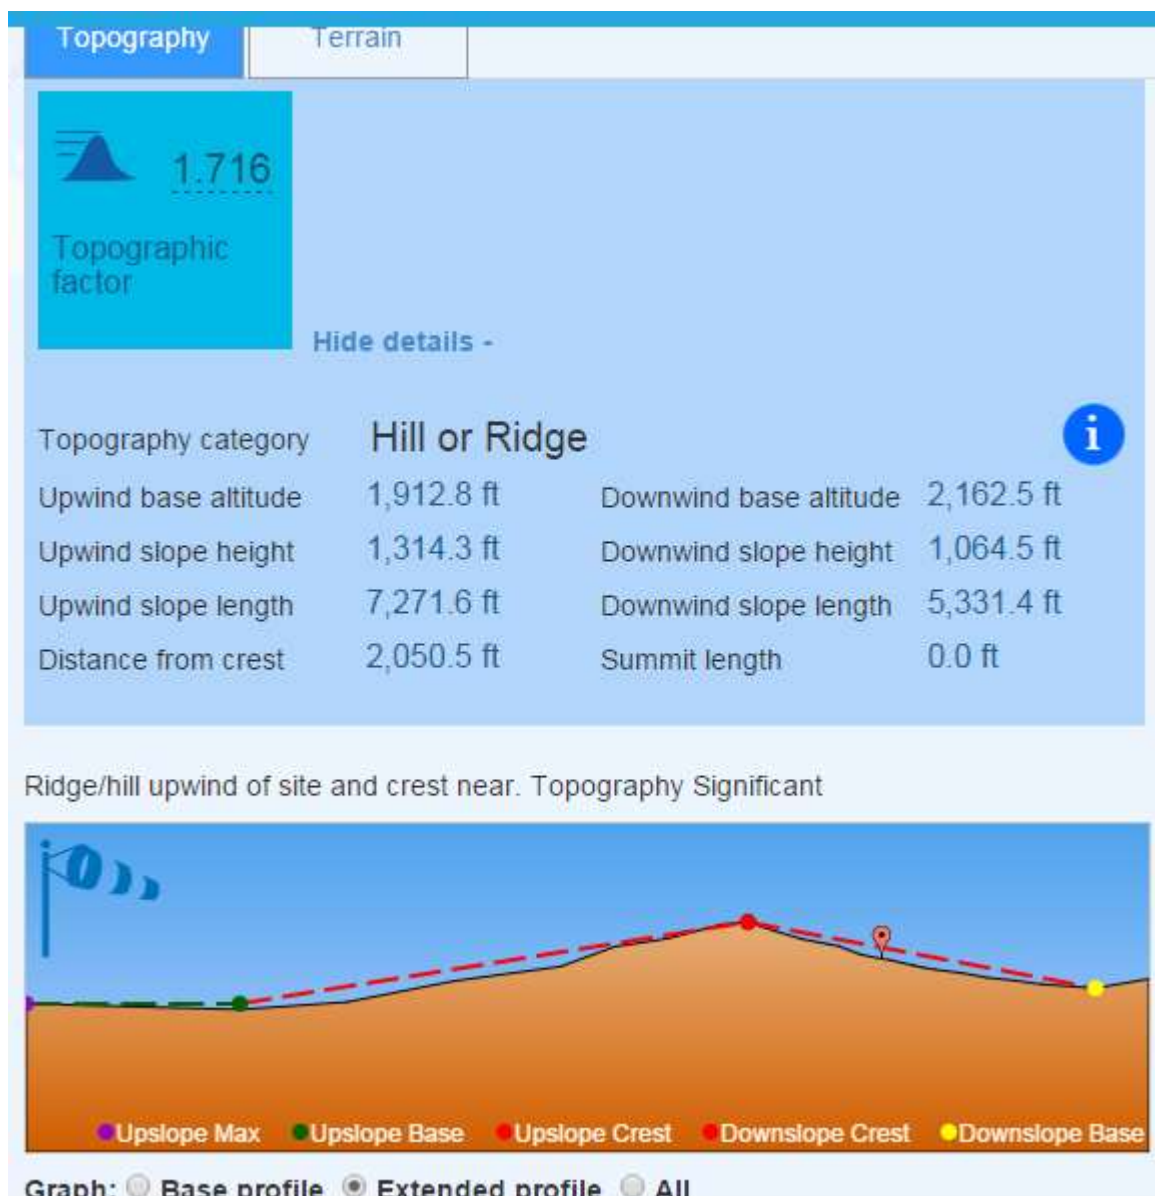 Topography Terrain
1.716
Topographic
factor
Hide details -
Topography category Hill or Ridge i
Upwind base altitude 1,912.8 ft Downwind base altitude 2,162.5 ft
Upwind slope height 1,314.3 ft Downwind slope height 1,064.5 ft
Upwind slope length 7,271.6 ft Downwind slope length 5,331.4 ft
Distance from crest 2,050.5 ft Summit length 0.0 ft
Ridge/hill upwind of site and crest near. Topography Significant
Upslope Max Upslope Base Upslope Crest Downslope Crest Downslope Base
Graph: Base profile Extended profile All